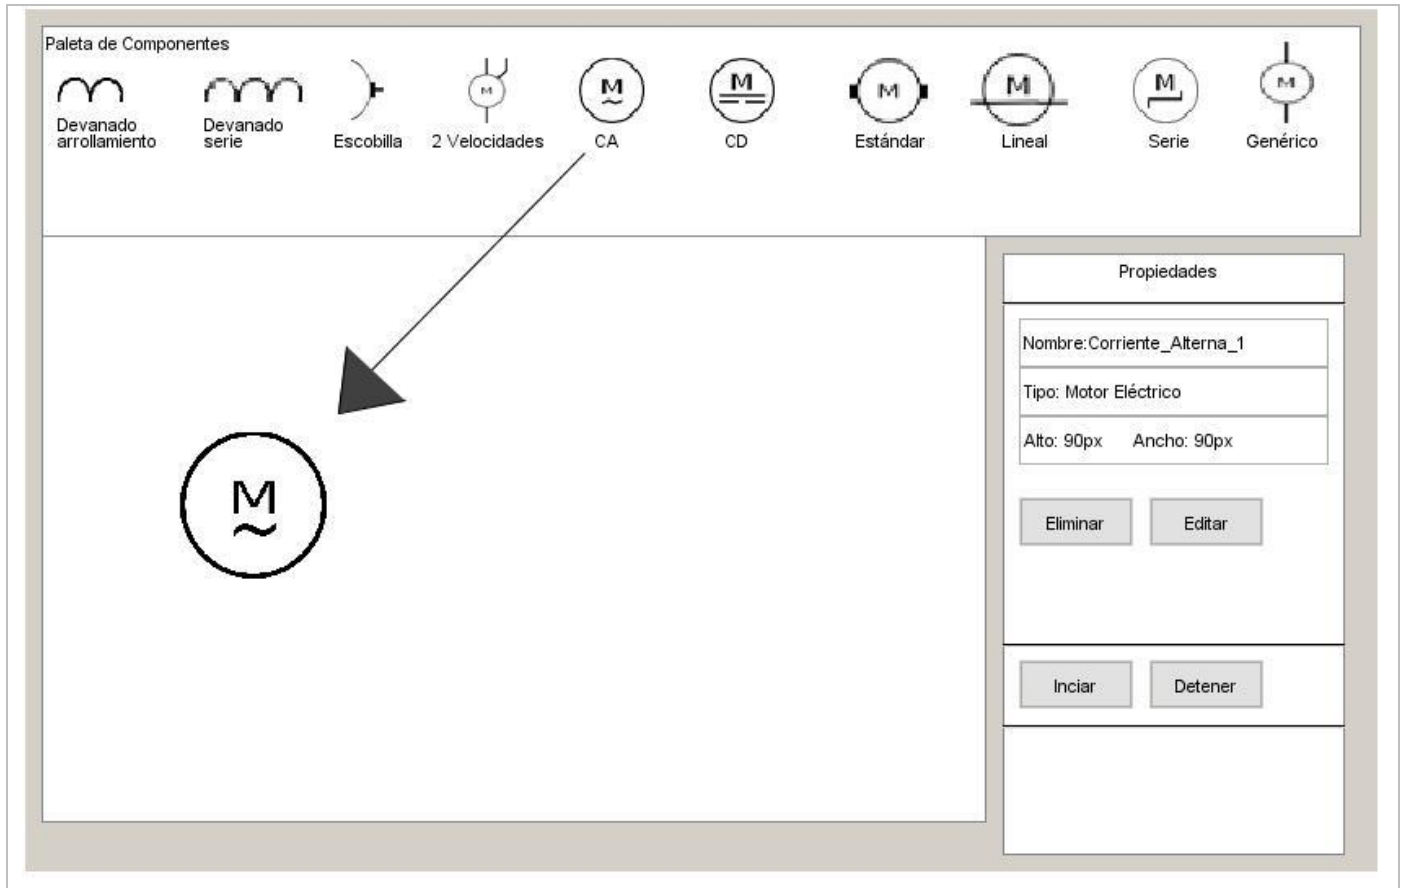 Paleta de Componentes
M
M
M
M
M
M
M
Devanado
arrollamiento
Devanado
serie
Escobilla
2 Velocidades
CA
CD
Estándar
Lineal
Serie
Genérico
Propiedades
Nombre:Corriente_Alterna_1
Tipo: Motor Eléctrico
Alto: 90px Ancho: 90px
M
~
Eliminar Editar
Inciar Detener